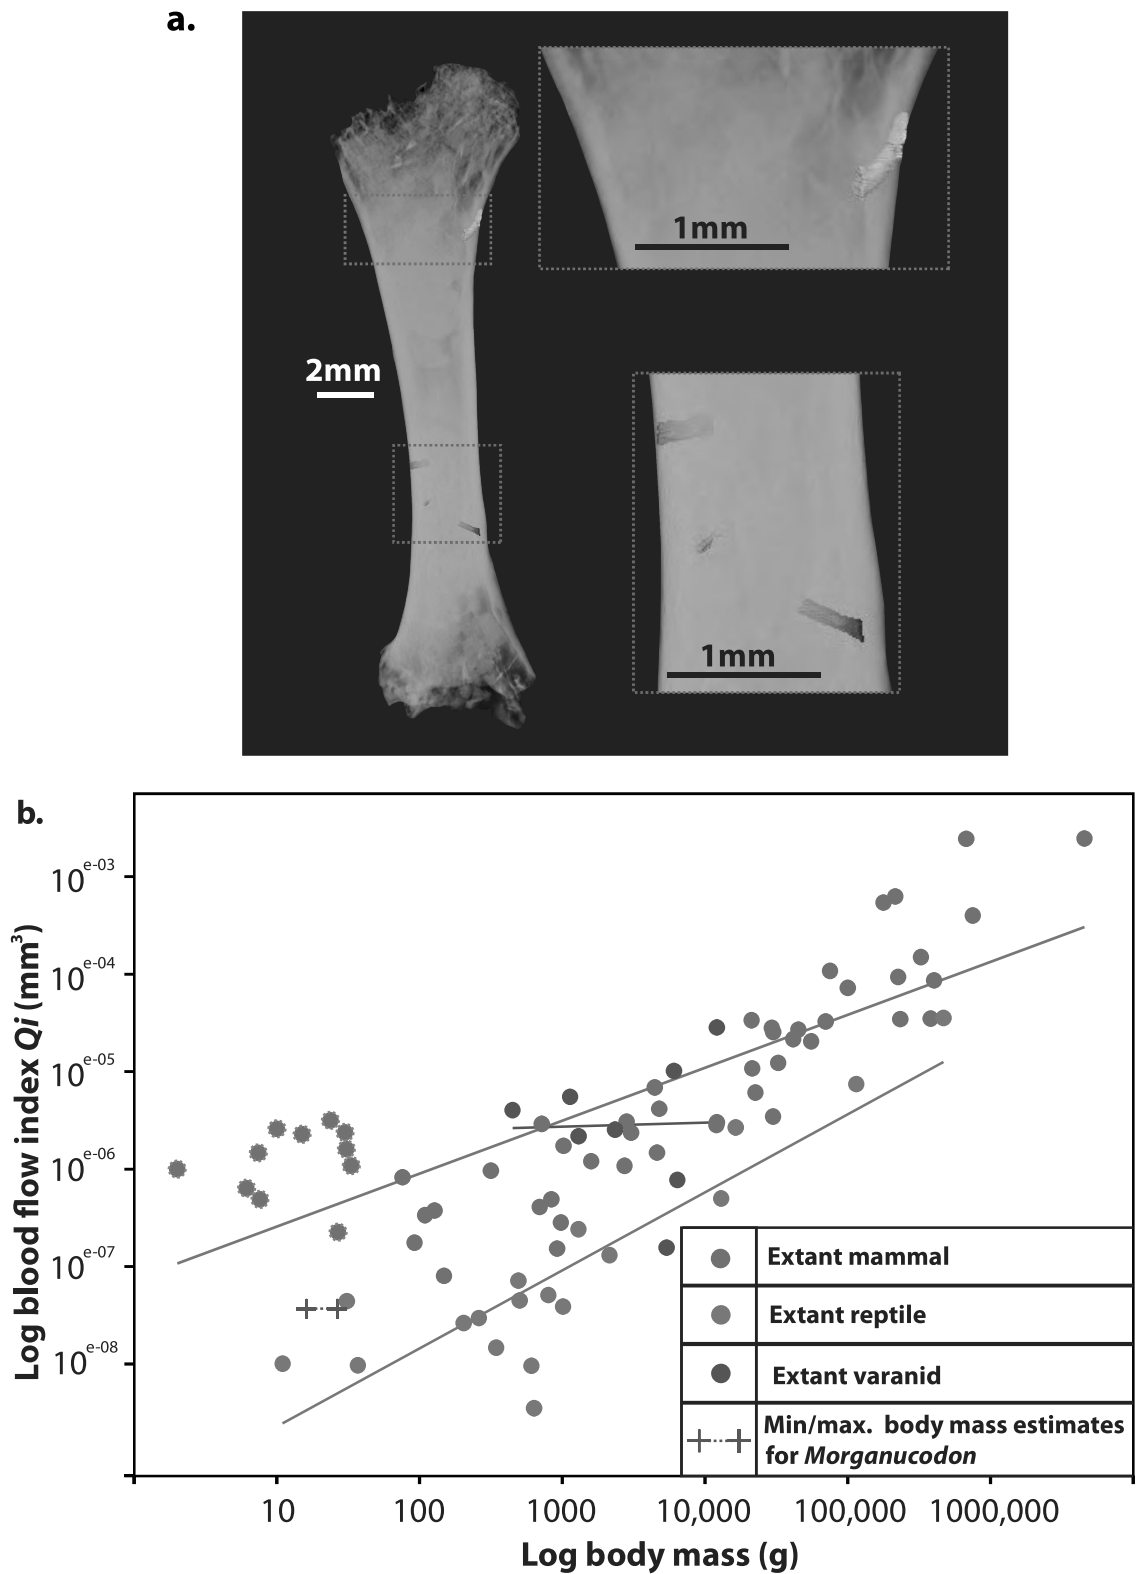 a.
1mm
2mm
1mm
b.
Log blood flow index Qi (mm³)
10e-03
10e-04
10e-05
10e-06
10e-07
10e-08
Extant mammal
Extant reptile
Extant varanid
Min/max. body mass estimates
for Morganucodon
10
100
1000
10,000
100,000
1000,000
Log body mass (g)